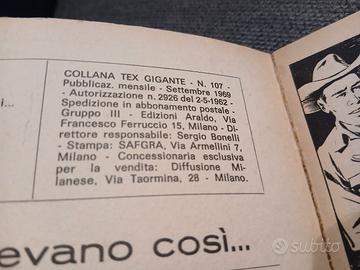 COLLANA TEX GIGANTE - N. 107 -
Pubblicaz. mensile - Settembre 1969
- Autorizzazione n. 2926 del 2-5-1962 -
Spedizione in abbonamento postale -
Gruppo III - Edizioni Araldo, Via
Francesco Ferruccio 15, Milano - Di-
rettore responsabile: Sergio Bonelli
- Stampa: SAFGRA, Via Armellini 7,
Milano - Concessionaria esclusiva
per la vendita: Diffusione Mi-
lanese, Via Taormina, 28 - Milano.
ì...
evano così...
subito.it